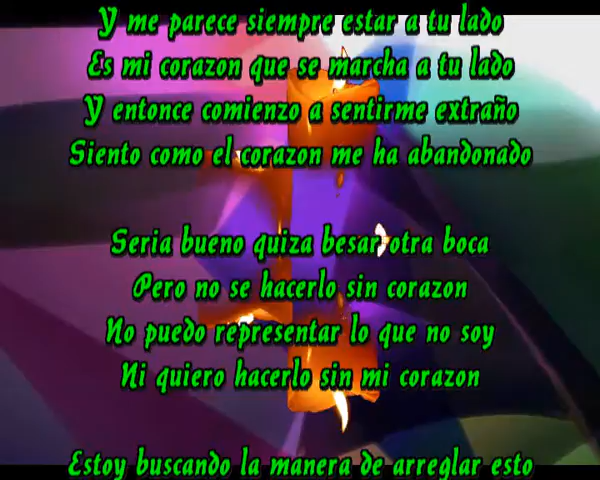 Y me parece siempre estar a tu lado
Es mi corazon que se marcha a tu lado
Y entonce comienzo a sentirme extraño
Siento como el corazon me ha abandonado
Seria bueno quiza besar otra boca
Pero no se hacerlo sin corazon
No puedo representar lo que no soy
Ni quiero hacerlo sin mi corazon
Estoy buscando la manera de arreglar esto